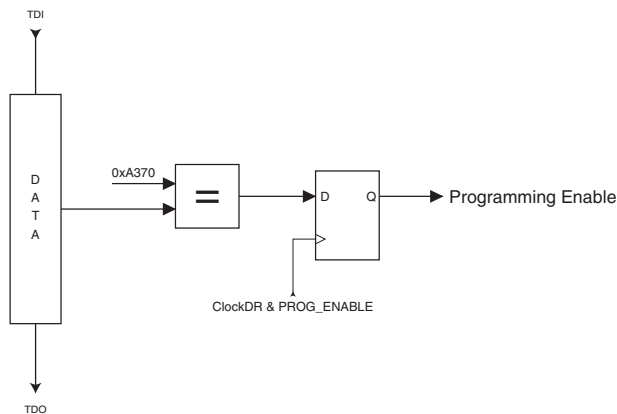 TDI
D
A
T
A
0xA370
=
D
Q
Programming Enable
ClockDR & PROG_ENABLE
TDO